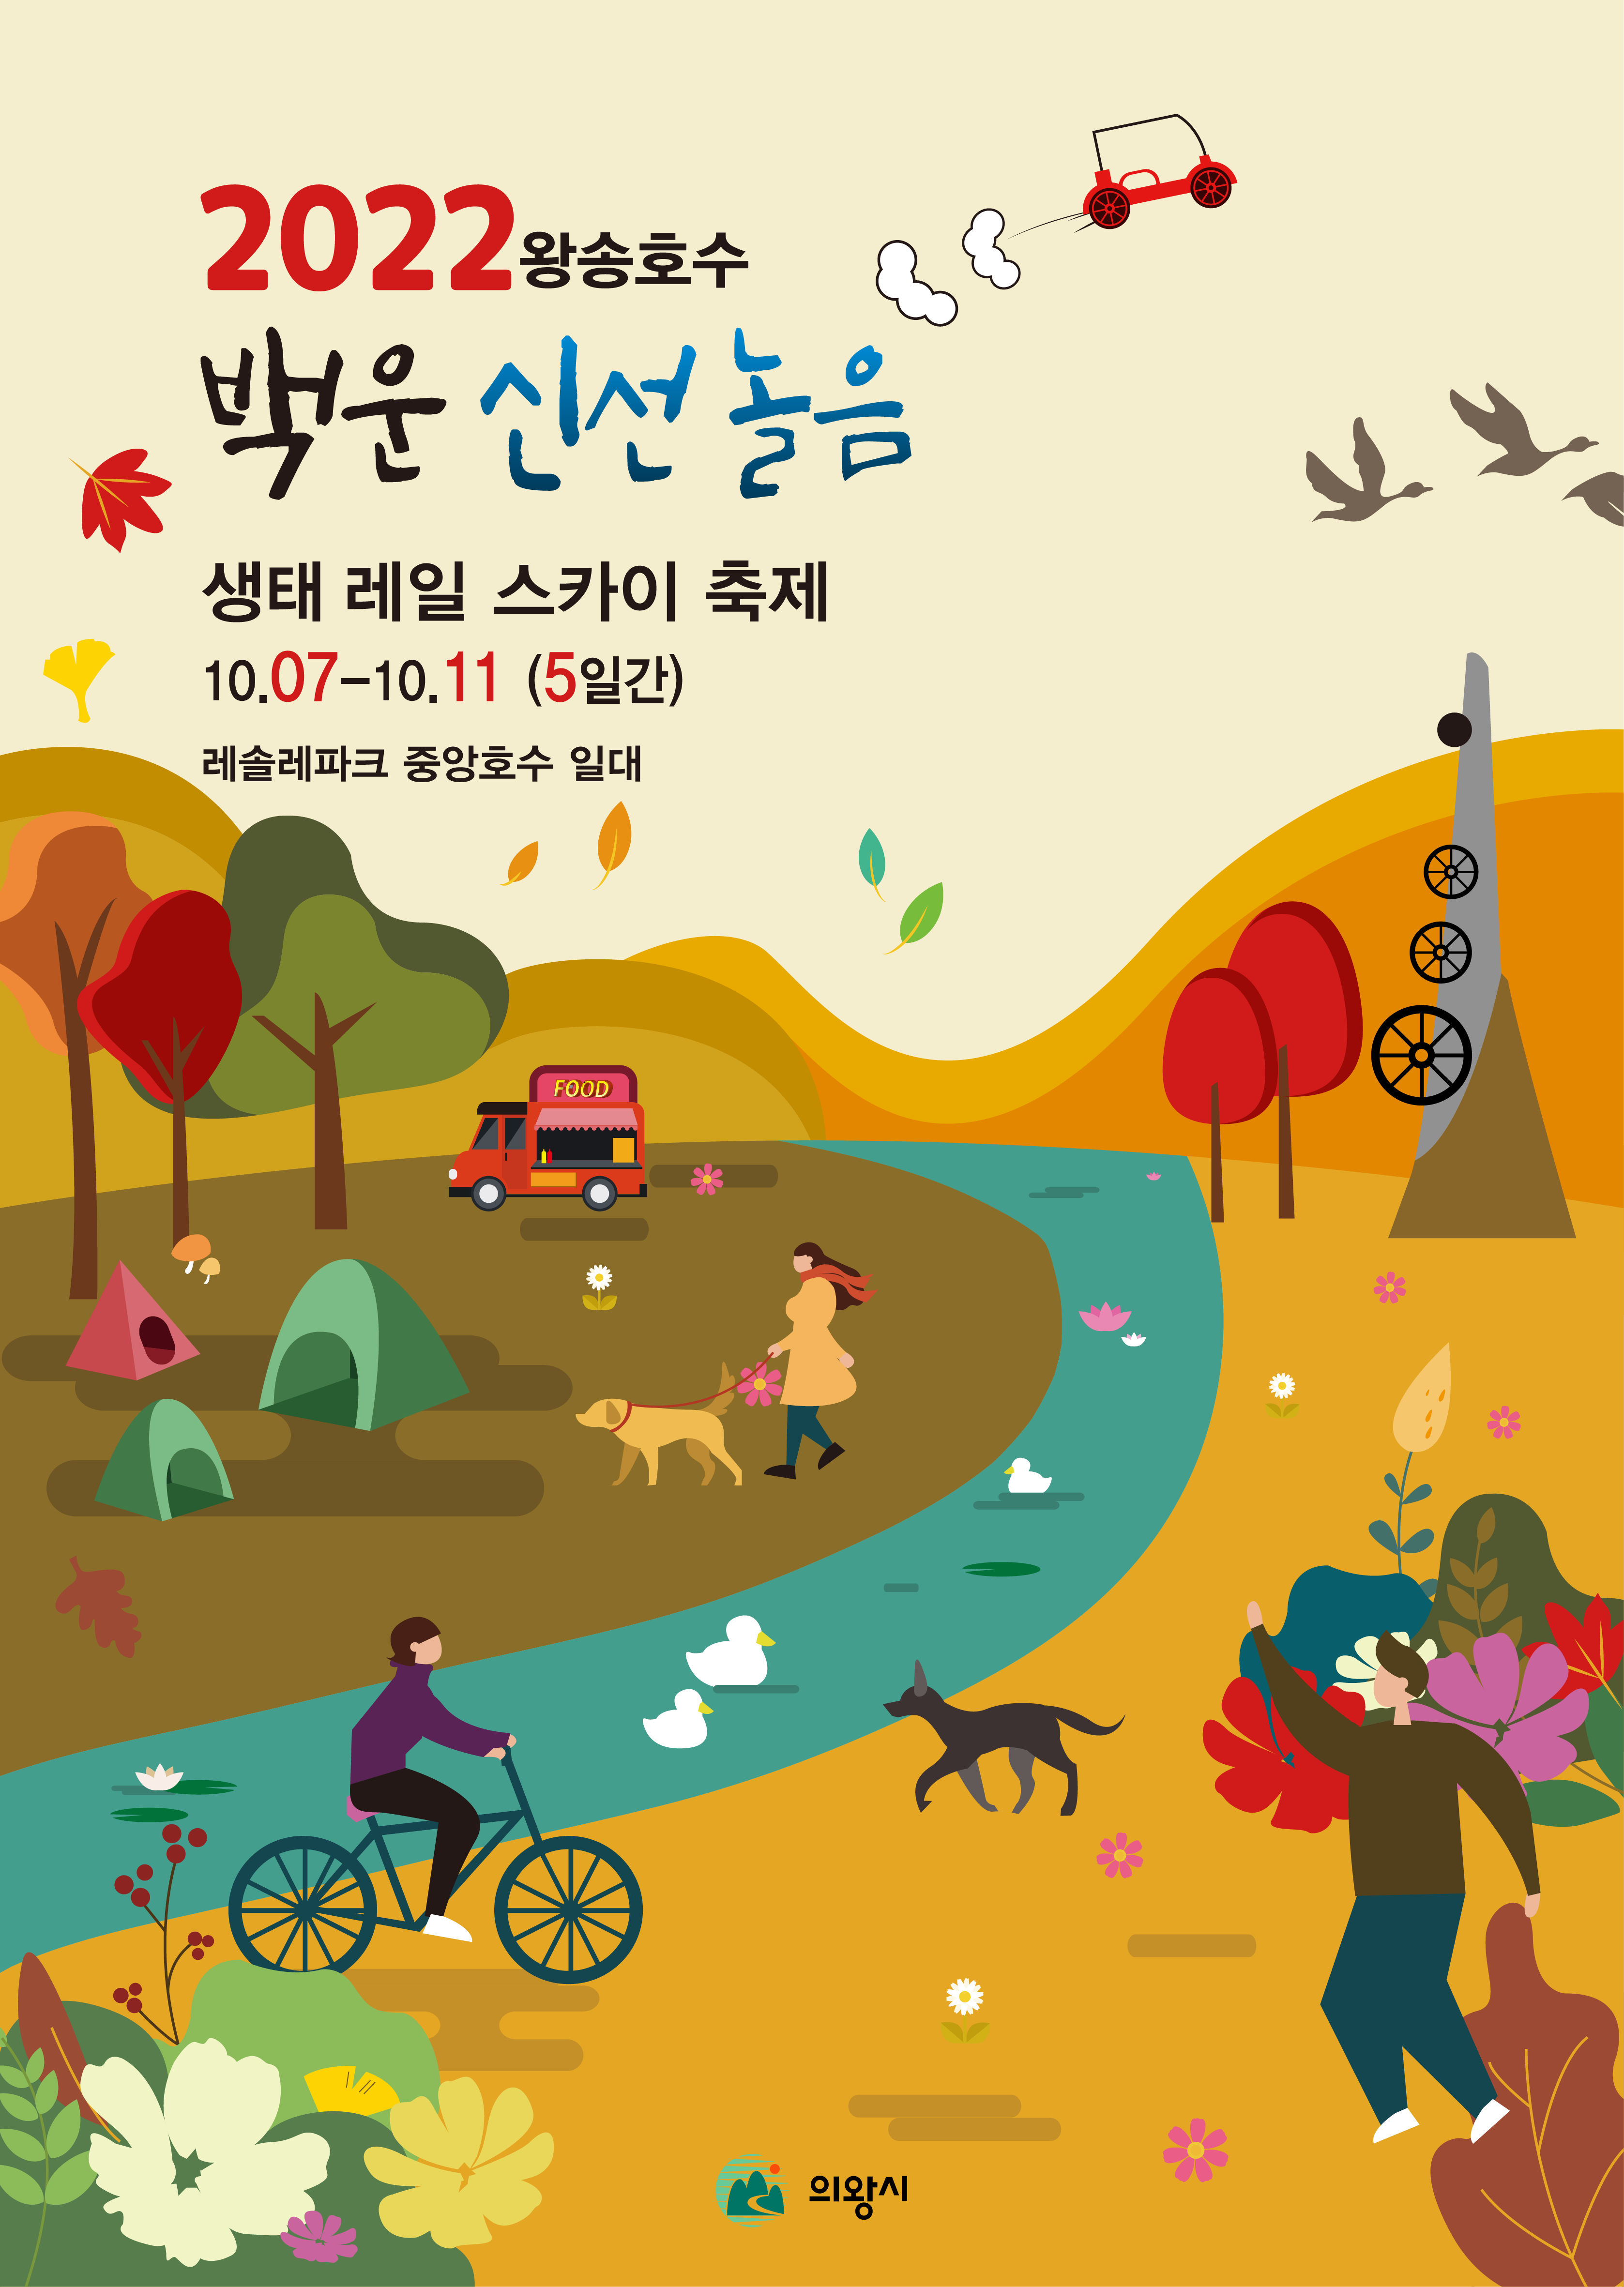 2022왕송호수
백운 신선놀음
생태 레일 스카이 축제
10.07-10.11 (5일간)
레솔레파크 중앙호수 일대
FOOD
의왕시